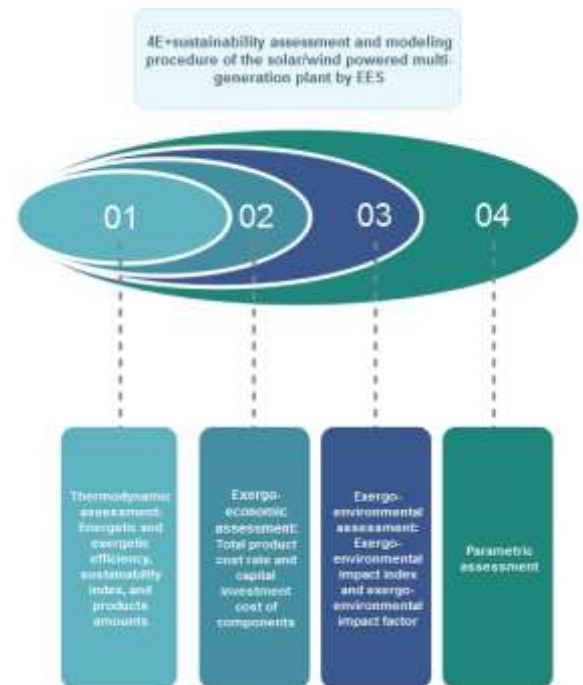 4E+sustainability assessment and modeling
procedure of the solar/wind powered multi-
generation plant by EES
01
02
03
04
Thermodynamic
assessment:
Energetic and
exergetic
efficiency,
sustainability
index, and
products
amounts
Exergo-
economic
assessment:
Total product
cost rate and
capital
investment
cost of
components
Exergo-
environmental
assessment:
Exergo-
environmental
impact index
and exergo-
environmental
impact factor
Parametric
assessment